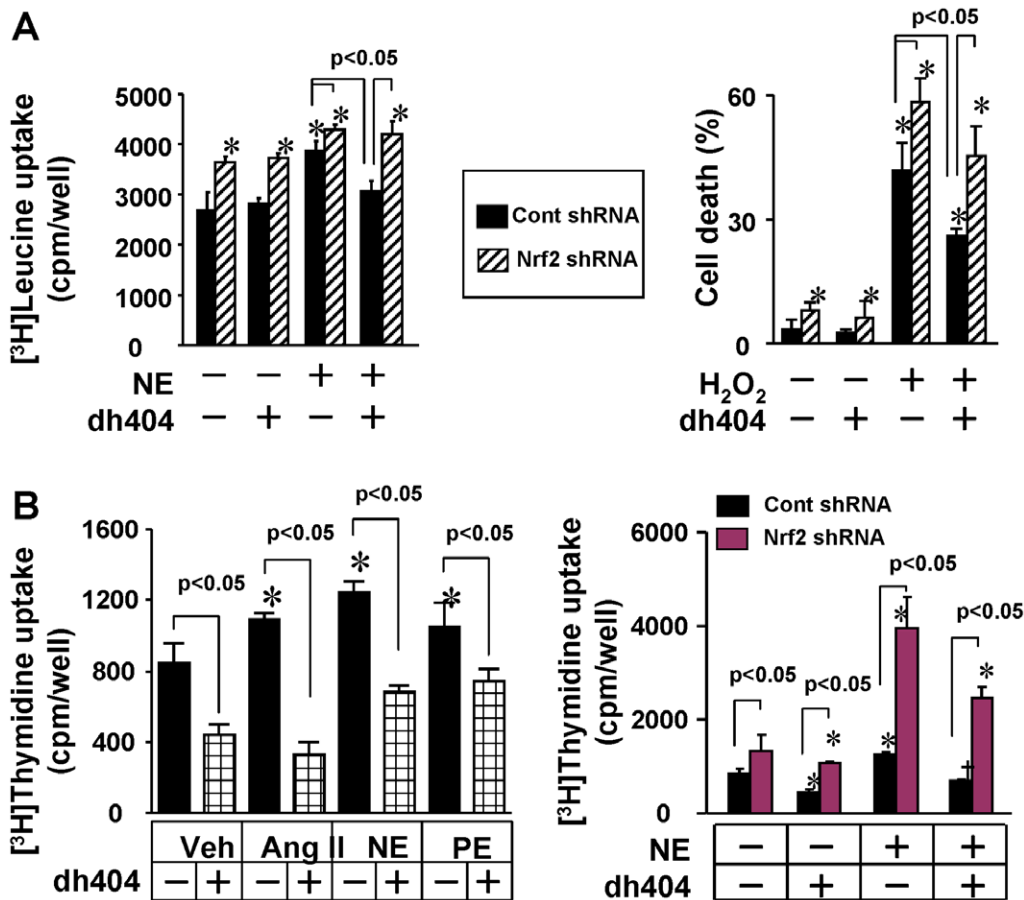 A
p<0.05
[³H]Leucine uptake
(cpm/well)
5000
4000
3000
2000
1000
0
* * * * * *
NE − − + +
dh404 − + − +
Cont shRNA
Nrf2 shRNA
p<0.05
Cell death (%)
60
30
0
* * * * * *
H₂O₂ − − + +
dh404 − + − +
B
[³H]Thymidine uptake
(cpm/well)
1600
1200
800
400
0
p<0.05
p<0.05
p<0.05
p<0.05
* * *
Veh Ang II NE PE
dh404 − + − + − + − +
Cont shRNA
Nrf2 shRNA
[³H]Thymidine uptake
(cpm/well)
6000
4000
2000
0
p<0.05
p<0.05
p<0.05
p<0.05
* * * * *
NE − − + +
dh404 − + − +